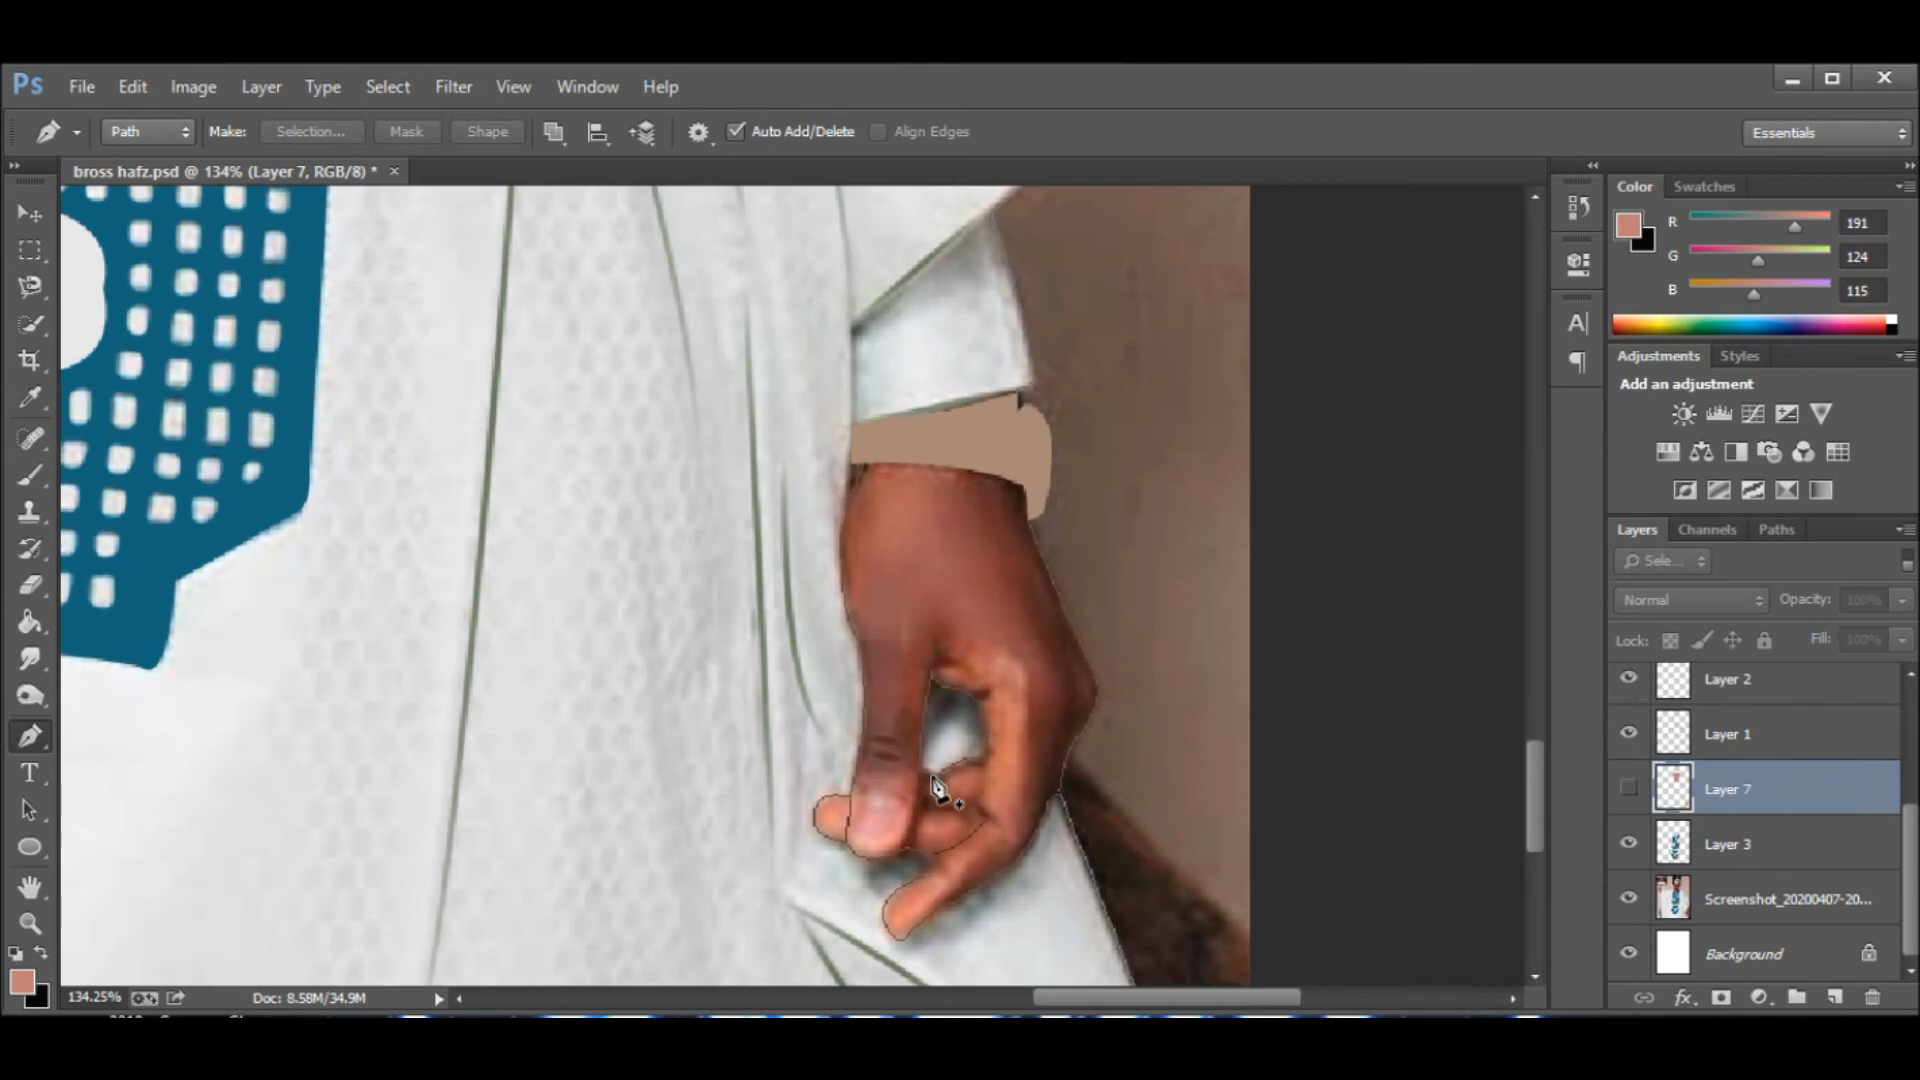 Ps File Edit Image Layer Type Select Filter View Window Help
Path Make: Selection... Mask Shape Auto Add/Delete Align Edges Essentials
bross hafz.psd @ 134% (Layer 7, RGB/8) * ×
Color Swatches
R 191
G 124
B 115
Adjustments Styles
Add an adjustment
Layers Channels Paths
Sele...
Normal Opacity: 100%
Lock: Fill: 100%
Layer 2
Layer 1
Layer 7
Layer 3
Screenshot_20200407-20...
Background
134.25% Doc: 8.58M/34.9M